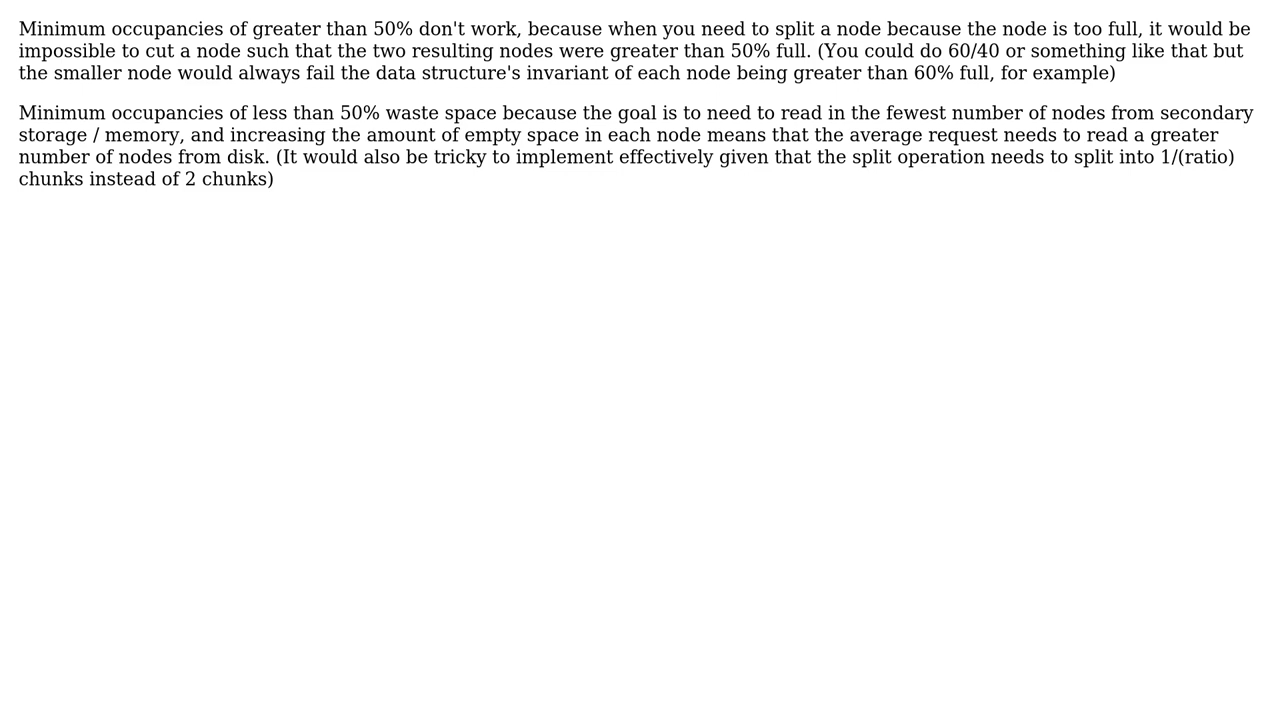 Minimum occupancies of greater than 50% don't work, because when you need to split a node because the node is too full, it would be
impossible to cut a node such that the two resulting nodes were greater than 50% full. (You could do 60/40 or something like that but
the smaller node would always fail the data structure's invariant of each node being greater than 60% full, for example)
Minimum occupancies of less than 50% waste space because the goal is to need to read in the fewest number of nodes from secondary
storage / memory, and increasing the amount of empty space in each node means that the average request needs to read a greater
number of nodes from disk. (It would also be tricky to implement effectively given that the split operation needs to split into 1/(ratio)
chunks instead of 2 chunks)